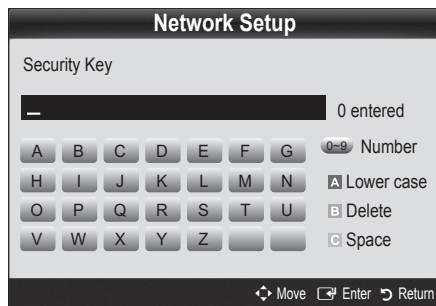 Network Setup
Security Key
_ 0 entered
A B C D E F G 0~9 Number
H I J K L M N A Lower case
O P Q R S T U B Delete
V W X Y Z C Space
Move Enter Return